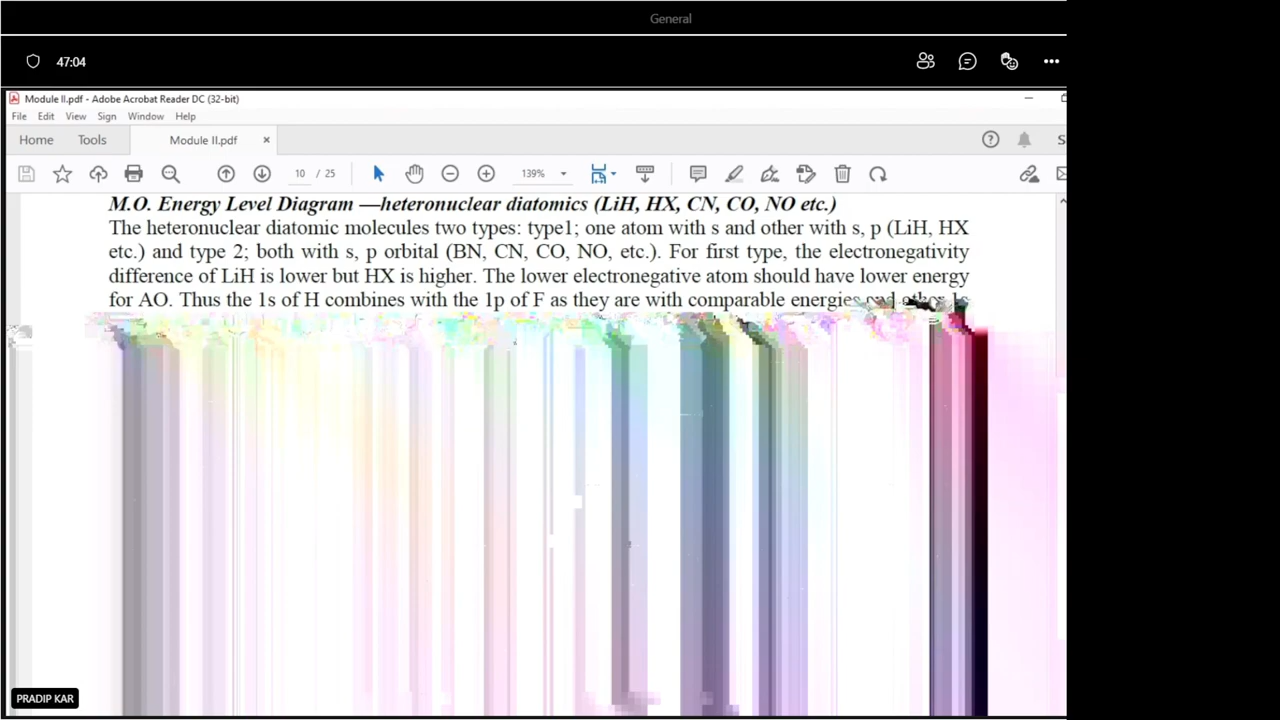 General
47:04
Module II.pdf - Adobe Acrobat Reader DC (32-bit)
File Edit View Sign Window Help
Home Tools Module II.pdf
10 / 25 139%
M.O. Energy Level Diagram —heteronuclear diatomics (LiH, HX, CN, CO, NO etc.)
The heteronuclear diatomic molecules two types: type1; one atom with s and other with s, p (LiH, HX
etc.) and type 2; both with s, p orbital (BN, CN, CO, NO, etc.). For first type, the electronegativity
difference of LiH is lower but HX is higher. The lower electronegative atom should have lower energy
for AO. Thus the 1s of H combines with the 1p of F as they are with comparable energies
PRADIP KAR